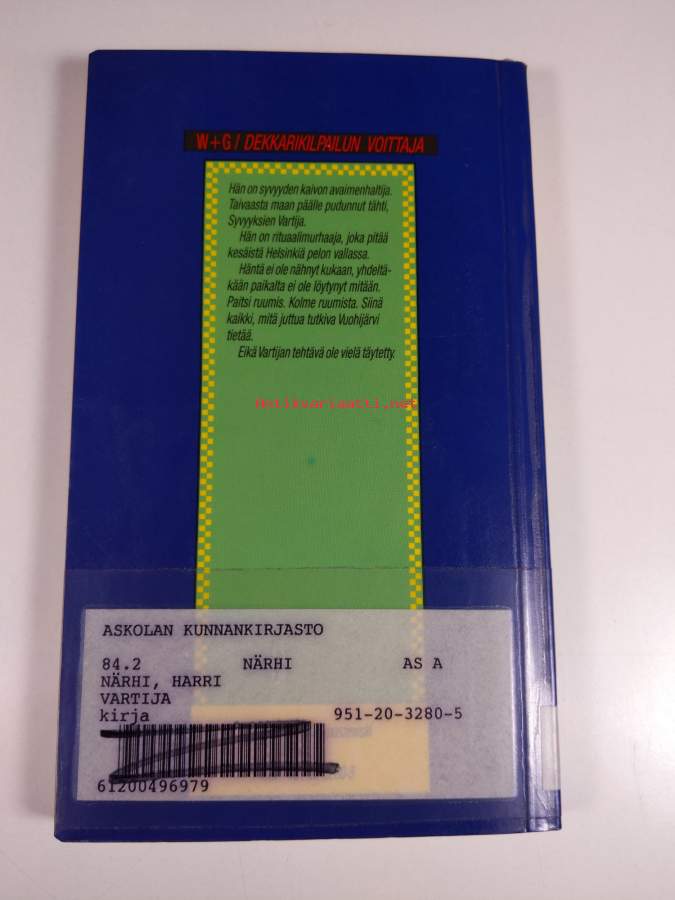 W+G / DEKKARIKILPAILUN VOITTAJA
Hän on syvyyden kaivon avaimenhaltija.
Taivaasta maan päälle pudunnut tähti,
Syvyyksien Vartija.
Hän on rituaalimurhaaja, joka pitää
kesäistä Helsinkiä pelon vallassa.
Häntä ei ole nähnyt kukaan, yhdeltä-
kään paikalta ei ole löytynyt mitään.
Paitsi ruumis. Kolme ruumista. Siinä
kaikki, mitä juttua tutkiva Vuohijärvi
tietää.
Eikä Vartijan tehtävä ole vielä täytetty.
Antikvariaatti.net
ASKOLAN KUNNANKIRJASTO
84.2 NÄRHI AS A
NÄRHI, HARRI
VARTIJA
kirja 951-20-3280-5
61200496979